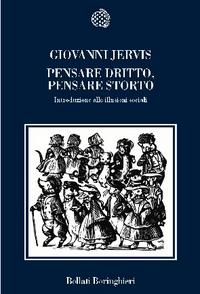 GIOVANNI JERVIS
PENSARE DRITTO,
PENSARE STORTO
Introduzione alle illusioni sociali
Bollati Boringhieri